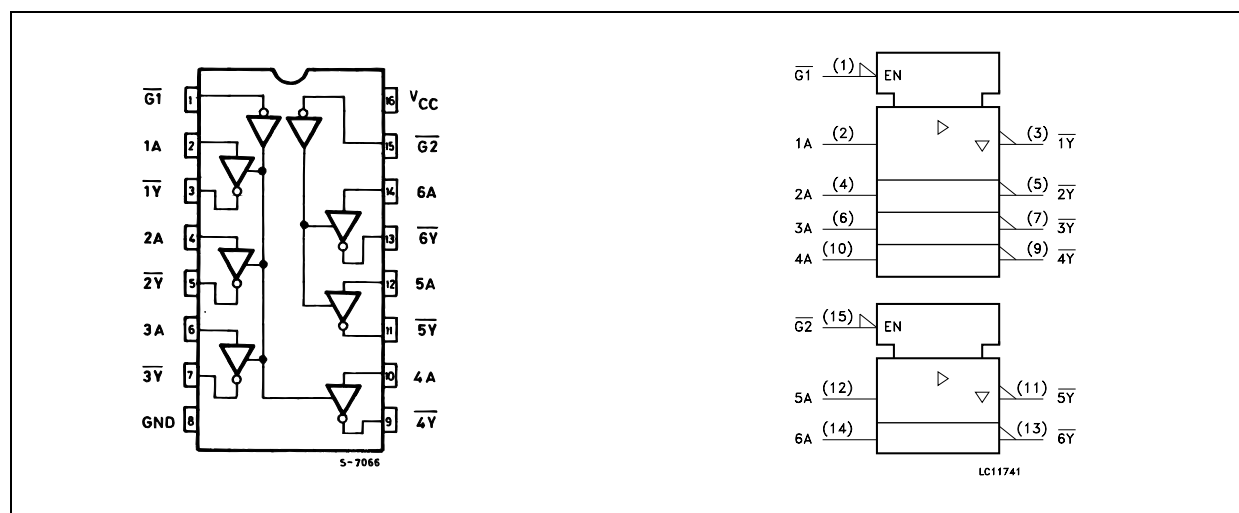 G1 1 16 VCC
1A 2 15 G2
1Y 3 14 6A
2A 4 13 6Y
2Y 5 12 5A
3A 6 11 5Y
3Y 7 10 4A
GND 8 9 4Y
S-7066
G1 (1) EN
1A (2) (3) 1Y
2A (4) (5) 2Y
3A (6) (7) 3Y
4A (10) (9) 4Y
G2 (15) EN
5A (12) (11) 5Y
6A (14) (13) 6Y
LC11741